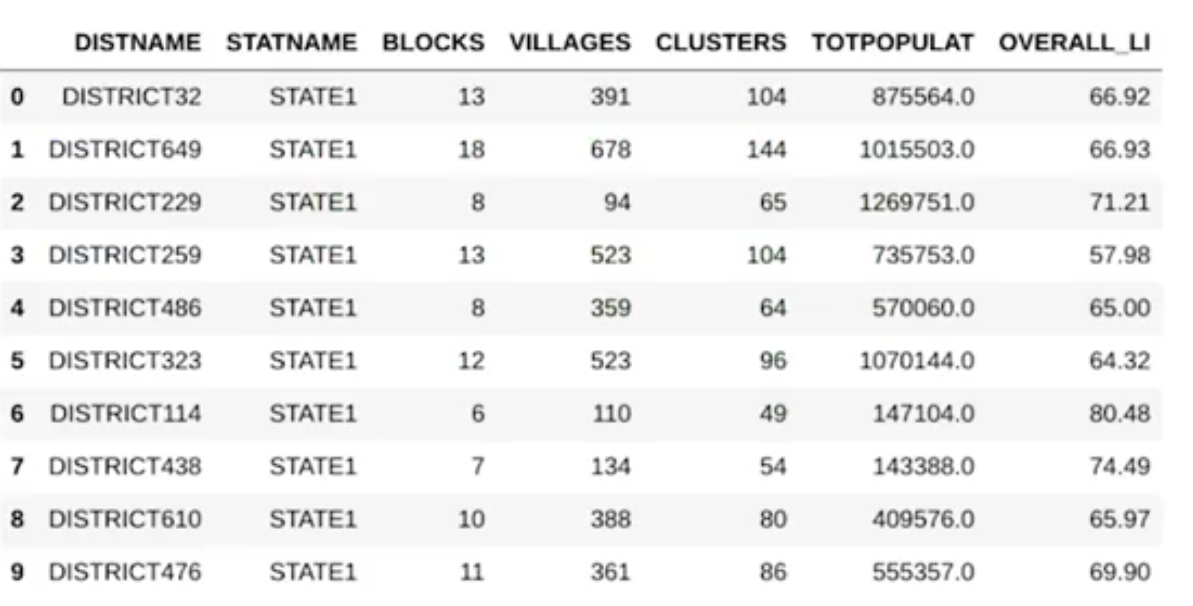 DISTNAME STATNAME BLOCKS VILLAGES CLUSTERS TOTPOPULAT OVERALL_LI
0 DISTRICT32 STATE1 13 391 104 875564.0 66.92
1 DISTRICT649 STATE1 18 678 144 1015503.0 66.93
2 DISTRICT229 STATE1 8 94 65 1269751.0 71.21
3 DISTRICT259 STATE1 13 523 104 735753.0 57.98
4 DISTRICT486 STATE1 8 359 64 570060.0 65.00
5 DISTRICT323 STATE1 12 523 96 1070144.0 64.32
6 DISTRICT114 STATE1 6 110 49 147104.0 80.48
7 DISTRICT438 STATE1 7 134 54 143388.0 74.49
8 DISTRICT610 STATE1 10 388 80 409576.0 65.97
9 DISTRICT476 STATE1 11 361 86 555357.0 69.90